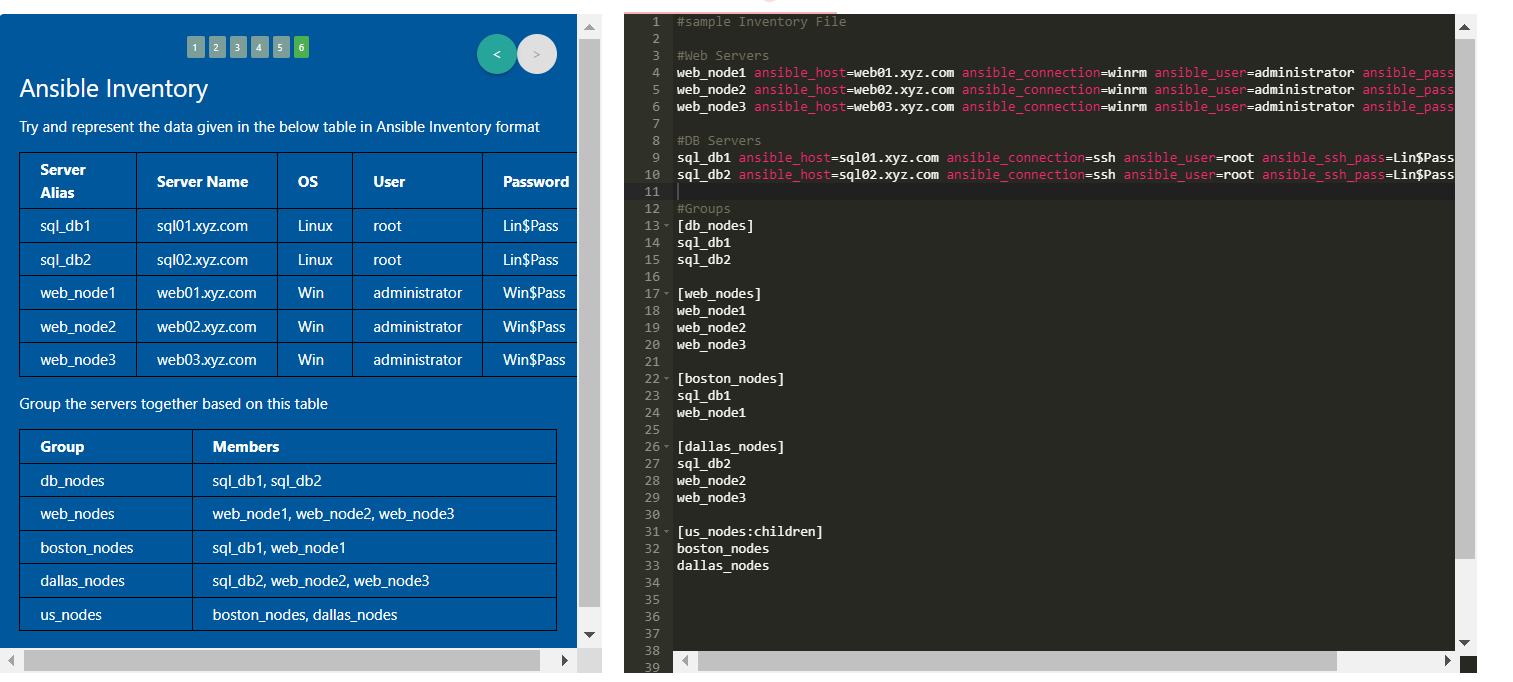 1 2 3 4 5 6
< >
Ansible Inventory
Try and represent the data given in the below table in Ansible Inventory format
Server Alias Server Name OS User Password
sql_db1 sql01.xyz.com Linux root Lin$Pass
sql_db2 sql02.xyz.com Linux root Lin$Pass
web_node1 web01.xyz.com Win administrator Win$Pass
web_node2 web02.xyz.com Win administrator Win$Pass
web_node3 web03.xyz.com Win administrator Win$Pass
Group the servers together based on this table
Group Members
db_nodes sql_db1, sql_db2
web_nodes web_node1, web_node2, web_node3
boston_nodes sql_db1, web_node1
dallas_nodes sql_db2, web_node2, web_node3
us_nodes boston_nodes, dallas_nodes
1 #sample Inventory File
2
3 #Web Servers
4 web_node1 ansible_host=web01.xyz.com ansible_connection=winrm ansible_user=administrator ansible_pass
5 web_node2 ansible_host=web02.xyz.com ansible_connection=winrm ansible_user=administrator ansible_pass
6 web_node3 ansible_host=web03.xyz.com ansible_connection=winrm ansible_user=administrator ansible_pass
7
8 #DB Servers
9 sql_db1 ansible_host=sql01.xyz.com ansible_connection=ssh ansible_user=root ansible_ssh_pass=Lin$Pass
10 sql_db2 ansible_host=sql02.xyz.com ansible_connection=ssh ansible_user=root ansible_ssh_pass=Lin$Pass
11
12 #Groups
13 [db_nodes]
14 sql_db1
15 sql_db2
16
17 [web_nodes]
18 web_node1
19 web_node2
20 web_node3
21
22 [boston_nodes]
23 sql_db1
24 web_node1
25
26 [dallas_nodes]
27 sql_db2
28 web_node2
29 web_node3
30
31 [us_nodes:children]
32 boston_nodes
33 dallas_nodes
34
35
36
37
38
39